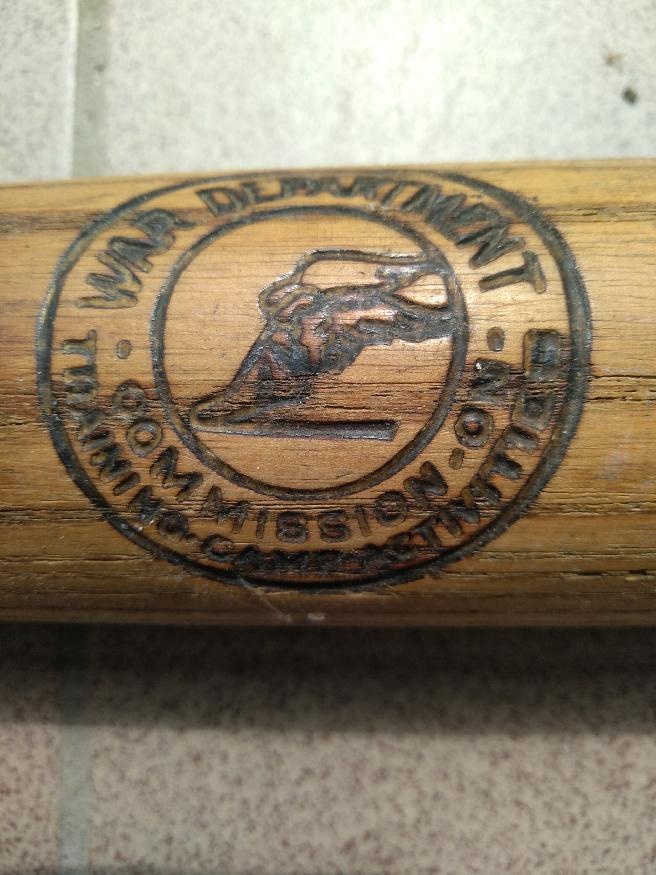 WAR DEPARTMENT
· COMMISSION-ON ·
TRAINING-CAMP-ACTIVITIES